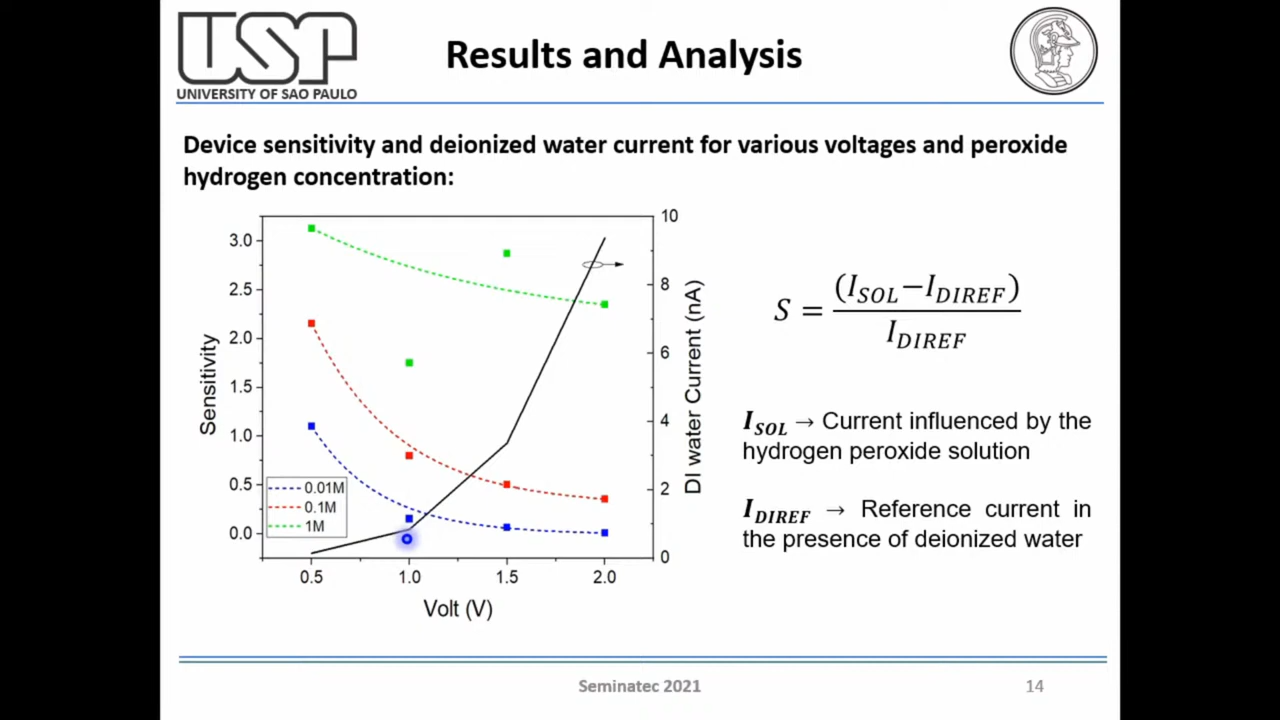 USP
UNIVERSITY OF SAO PAULO
Results and Analysis
Device sensitivity and deionized water current for various voltages and peroxide
hydrogen concentration:
Sensitivity
3.0
2.5
2.0
1.5
1.0
0.5
0.0
0.01M
0.1M
1M
0.5
1.0
1.5
2.0
Volt (V)
10
8
6
4
2
0
DI water Current (nA)
S = (I_SOL − I_DIREF) / I_DIREF
I_SOL → Current influenced by the
hydrogen peroxide solution
I_DIREF → Reference current in
the presence of deionized water
Seminatec 2021
14